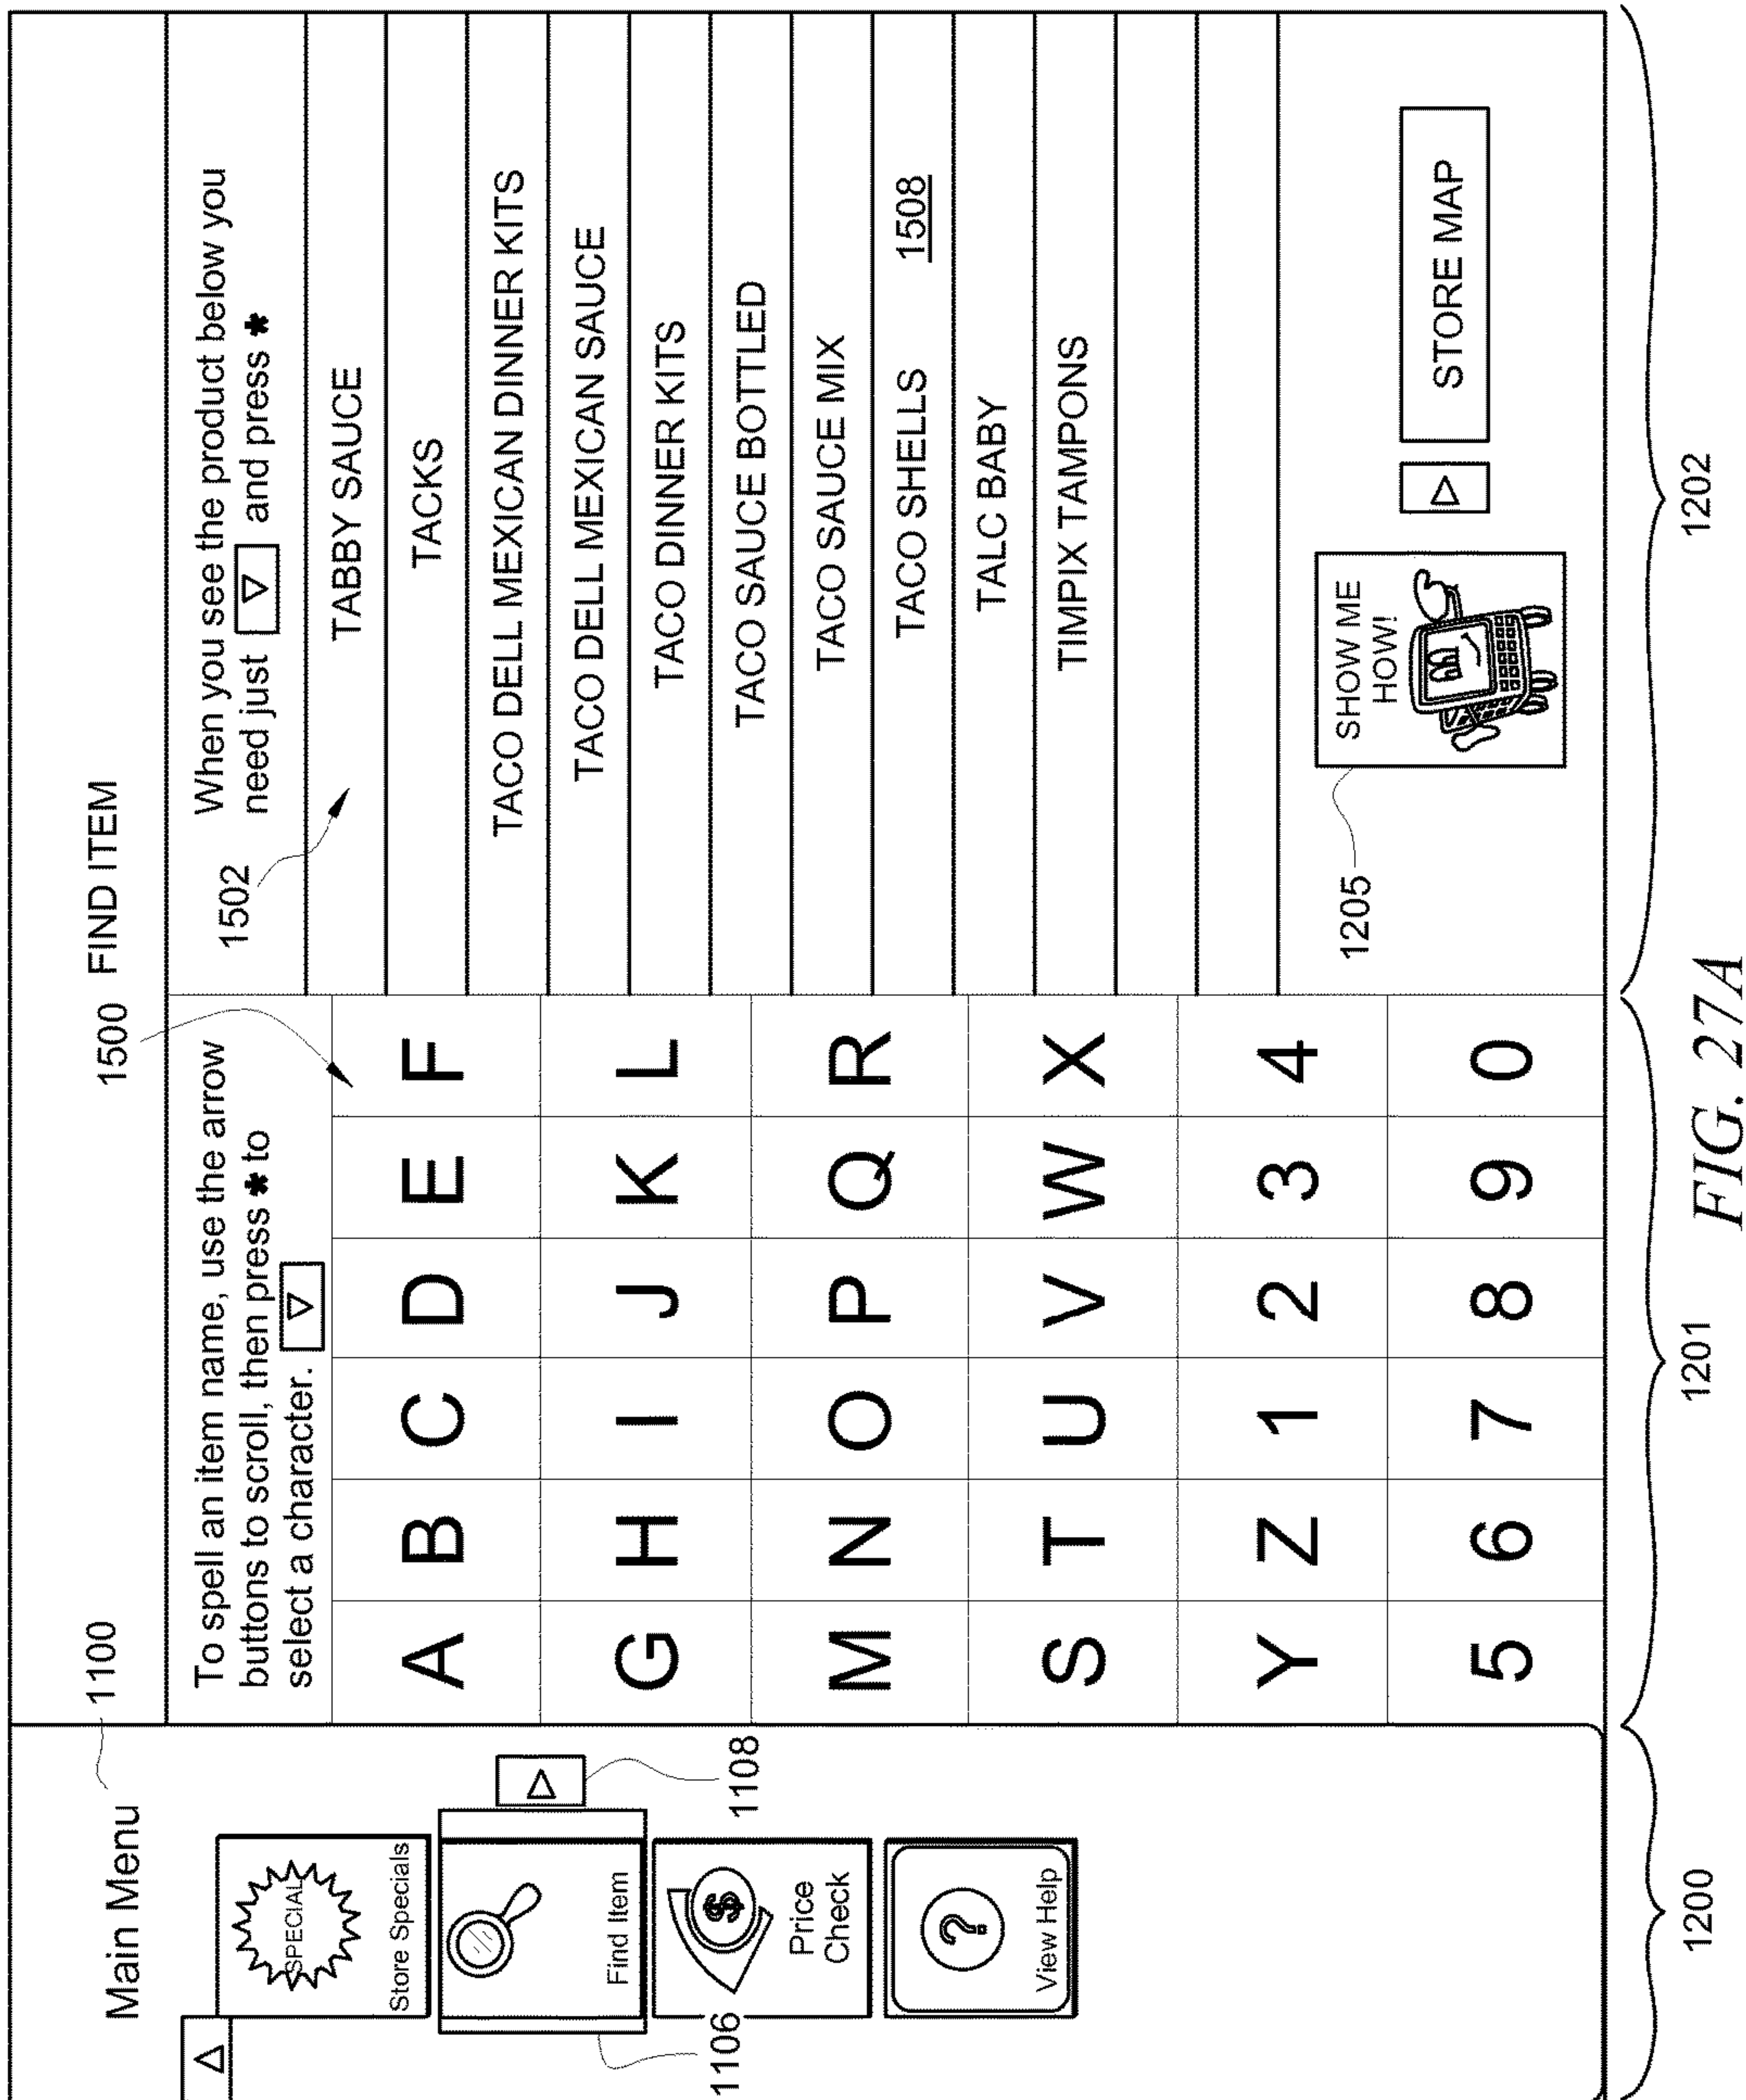 1100
1500 FIND ITEM
Main Menu
SPECIAL
Store Specials
Find Item
1108
1106
Price
Check
?
View Help
To spell an item name, use the arrow
buttons to scroll, then press * to
select a character.
A B C D E F
G H I J K L
M N O P Q R
S T U V W X
Y Z 1 2 3 4
5 6 7 8 9 0
When you see the product below you
need just and press *
1502
TABBY SAUCE
TACKS
TACO DELL MEXICAN DINNER KITS
TACO DELL MEXICAN SAUCE
TACO DINNER KITS
TACO SAUCE BOTTLED
TACO SAUCE MIX
TACO SHELLS 1508
TALC BABY
TIMPIX TAMPONS
1205
SHOW ME
HOW!
STORE MAP
1200
1201
1202
FIG. 27A